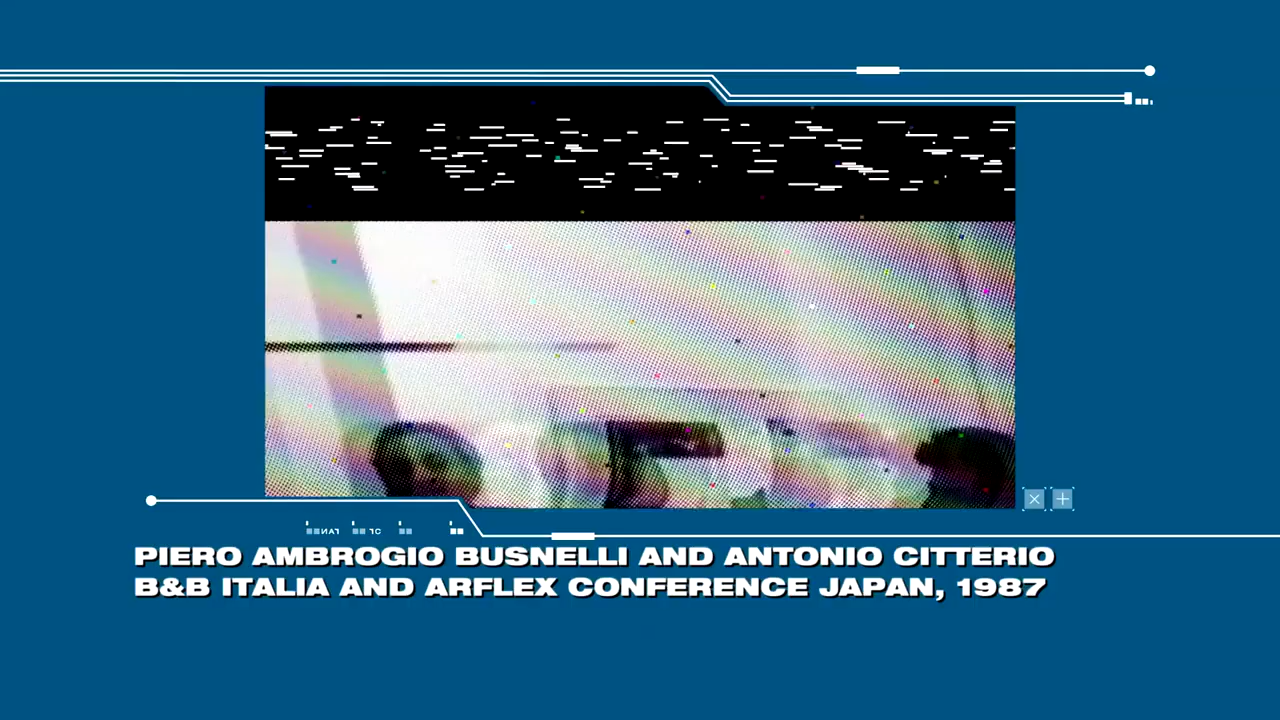 PIERO AMBROGIO BUSNELLI AND ANTONIO CITTERIO
B&B ITALIA AND ARFLEX CONFERENCE JAPAN, 1987